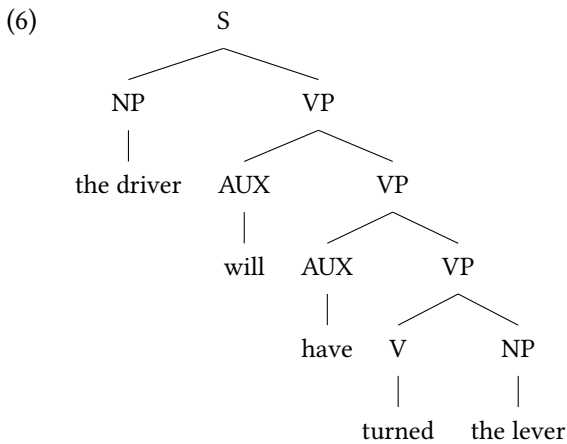 (6) S
NP VP
the driver AUX VP
will AUX VP
have V NP
turned the lever